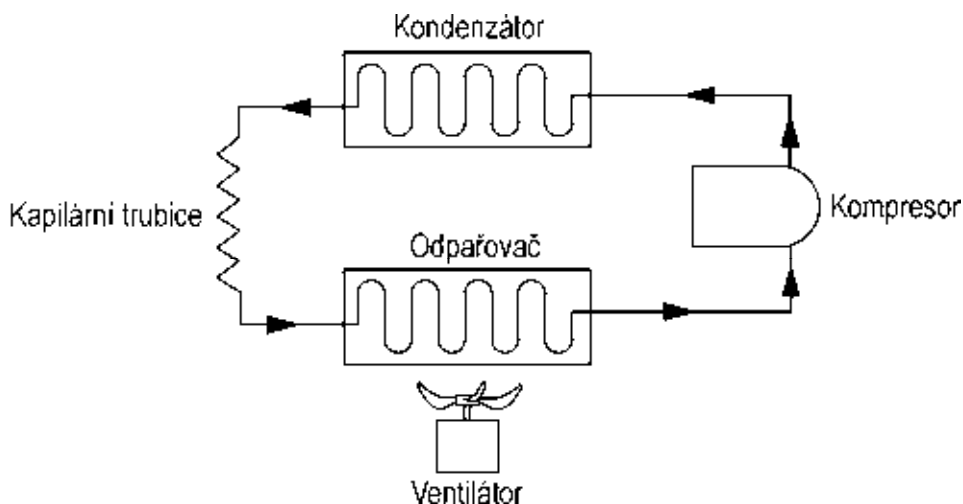 Kondenzátor
Kapilární trubice
Kompresor
Odpařovač
Ventilátor